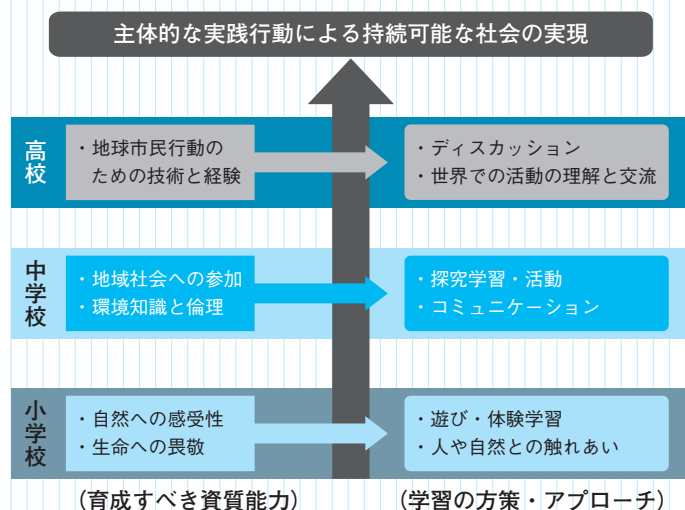 主体的な実践行動による持続可能な社会の実現
高校
・地球市民行動の
ための技術と経験
・ディスカッション
・世界での活動の理解と交流
中学校
・地域社会への参加
・環境知識と倫理
・探究学習・活動
・コミュニケーション
小学校
・自然への感受性
・生命への畏敬
・遊び・体験学習
・人や自然との触れあい
(育成すべき資質能力)
(学習の方策・アプローチ)